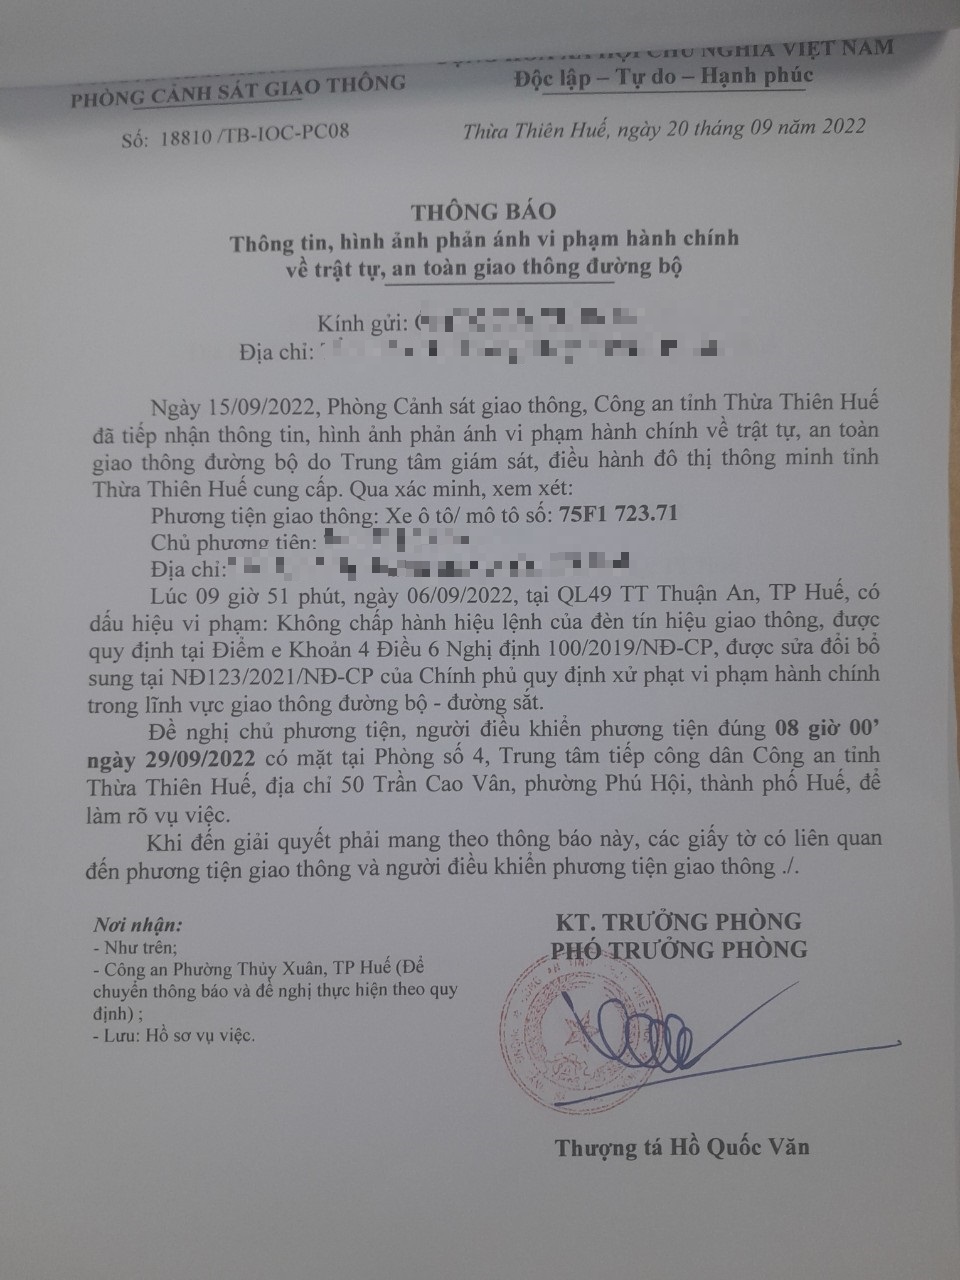 HỘI CHỦ NGHĨA VIỆT NAM
PHÒNG CẢNH SÁT GIAO THÔNG
Độc lập – Tự do – Hạnh phúc
Số: 18810 /TB-IOC-PC08
Thừa Thiên Huế, ngày 20 tháng 09 năm 2022
THÔNG BÁO
Thông tin, hình ảnh phản ánh vi phạm hành chính
về trật tự, an toàn giao thông đường bộ
Kính gửi:
Địa chỉ:
Ngày 15/09/2022, Phòng Cảnh sát giao thông, Công an tỉnh Thừa Thiên Huế
đã tiếp nhận thông tin, hình ảnh phản ánh vi phạm hành chính về trật tự, an toàn
giao thông đường bộ do Trung tâm giám sát, điều hành đô thị thông minh tỉnh
Thừa Thiên Huế cung cấp. Qua xác minh, xem xét:
Phương tiện giao thông: Xe ô tô/ mô tô số: 75F1 723.71
Chủ phương tiện:
Địa chỉ:
Lúc 09 giờ 51 phút, ngày 06/09/2022, tại QL49 TT Thuận An, TP Huế, có
dấu hiệu vi phạm: Không chấp hành hiệu lệnh của đèn tín hiệu giao thông, được
quy định tại Điểm e Khoản 4 Điều 6 Nghị định 100/2019/NĐ-CP, được sửa đổi bổ
sung tại NĐ123/2021/NĐ-CP của Chính phủ quy định xử phạt vi phạm hành chính
trong lĩnh vực giao thông đường bộ - đường sắt.
Đề nghị chủ phương tiện, người điều khiển phương tiện đúng 08 giờ 00’
ngày 29/09/2022 có mặt tại Phòng số 4, Trung tâm tiếp công dân Công an tỉnh
Thừa Thiên Huế, địa chỉ 50 Trần Cao Vân, phường Phú Hội, thành phố Huế, để
làm rõ vụ việc.
Khi đến giải quyết phải mang theo thông báo này, các giấy tờ có liên quan
đến phương tiện giao thông và người điều khiển phương tiện giao thông ./.
Nơi nhận:
- Như trên;
- Công an Phường Thủy Xuân, TP Huế (Để
chuyển thông báo và đề nghị thực hiện theo quy
định) ;
- Lưu: Hồ sơ vụ việc.
KT. TRƯỞNG PHÒNG
PHÓ TRƯỞNG PHÒNG
Thượng tá Hồ Quốc Văn